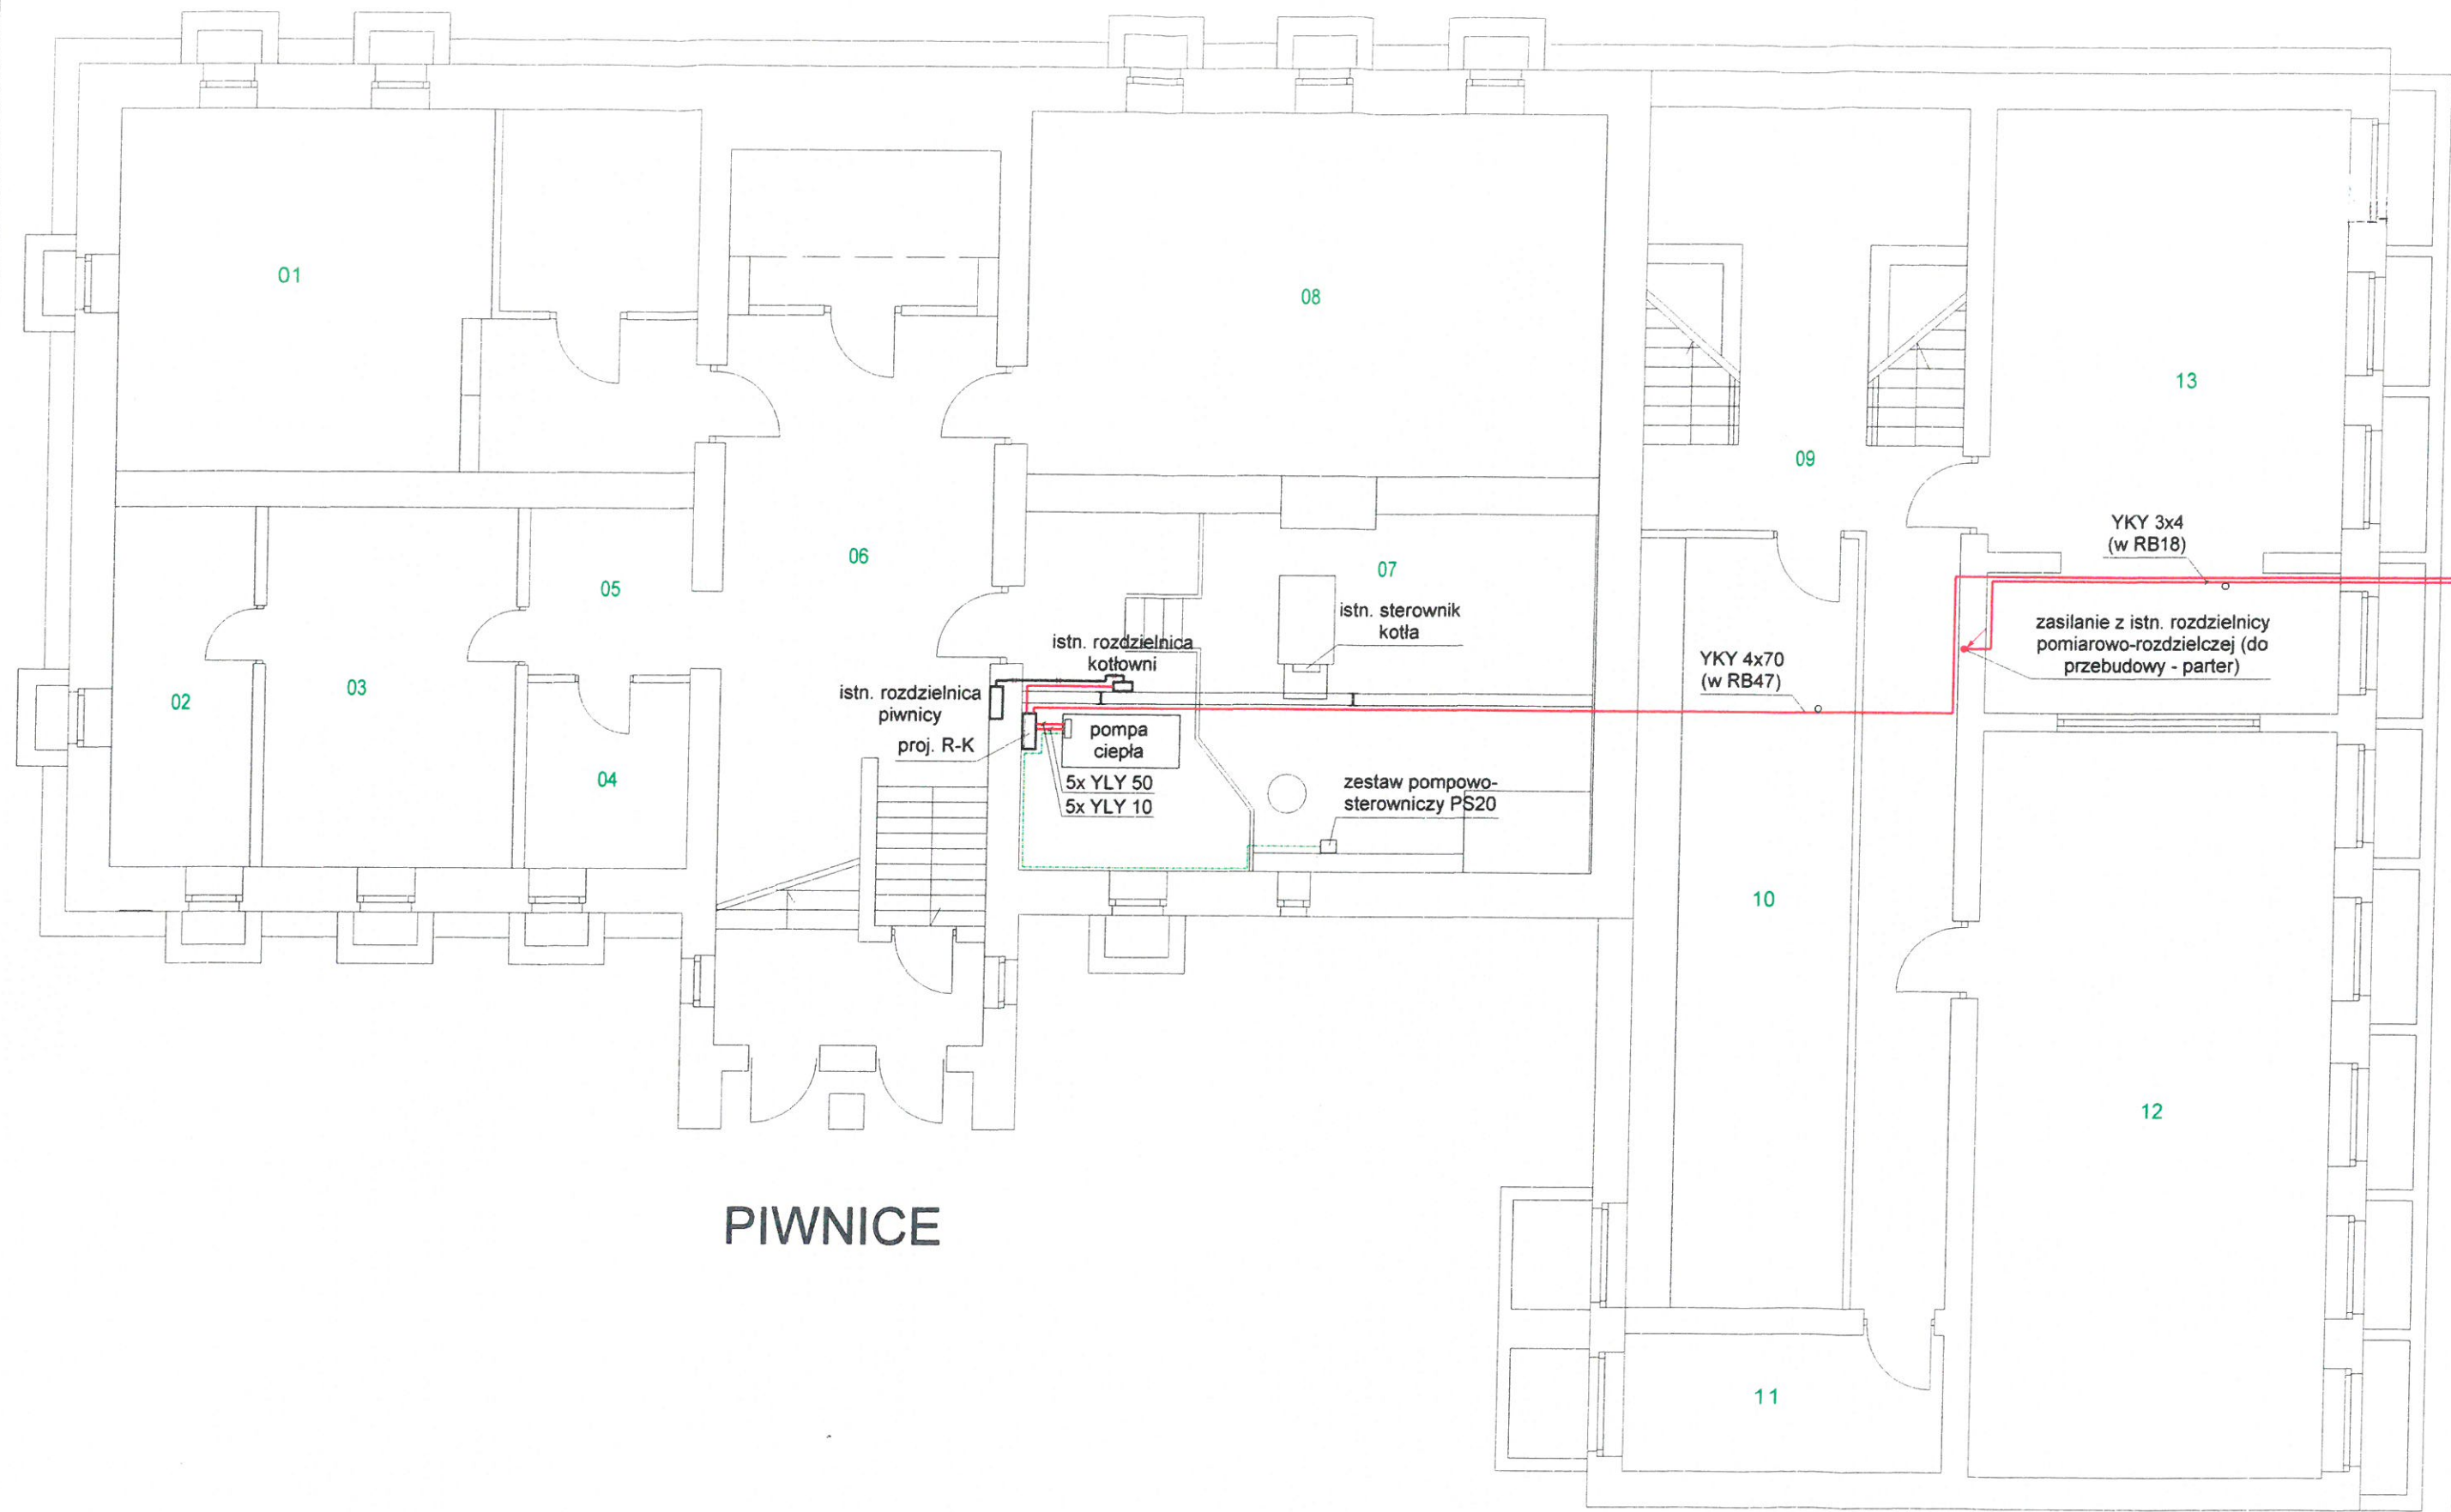 01
08
13
09
YKY 3x4
(w RB18)
06
07
05
istn. sterownik
kotła
zasilanie z istn. rozdzielnicy
pomiarowo-rozdzielczej (do
przebudowy - parter)
istn. rozdzielnica
kotłowni
YKY 4x70
(w RB47)
02
03
istn. rozdzielnica
piwnicy
proj. R-K
pompa
ciepła
04
5x YLY 50
5x YLY 10
zestaw pompowo-
sterowniczy PS20
10
12
PIWNICE
11